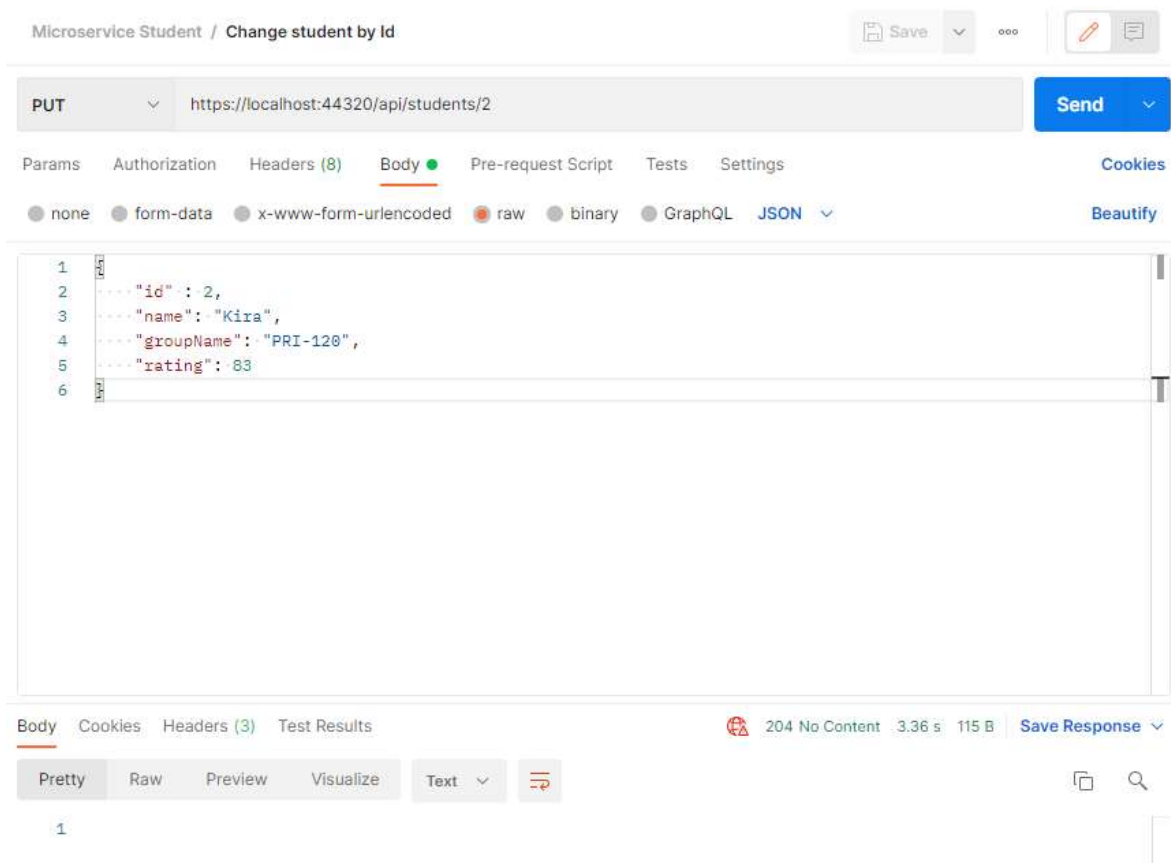 Microservice Student / Change student by Id Save ooo
PUT https://localhost:44320/api/students/2 Send
Params Authorization Headers (8) Body Pre-request Script Tests Settings Cookies
none form-data x-www-form-urlencoded raw binary GraphQL JSON Beautify
1 {
2 "id" : 2,
3 "name": "Kira",
4 "groupName": "PRI-120",
5 "rating": 83
6 }
Body Cookies Headers (3) Test Results 204 No Content 3.36 s 115 B Save Response
Pretty Raw Preview Visualize Text
1